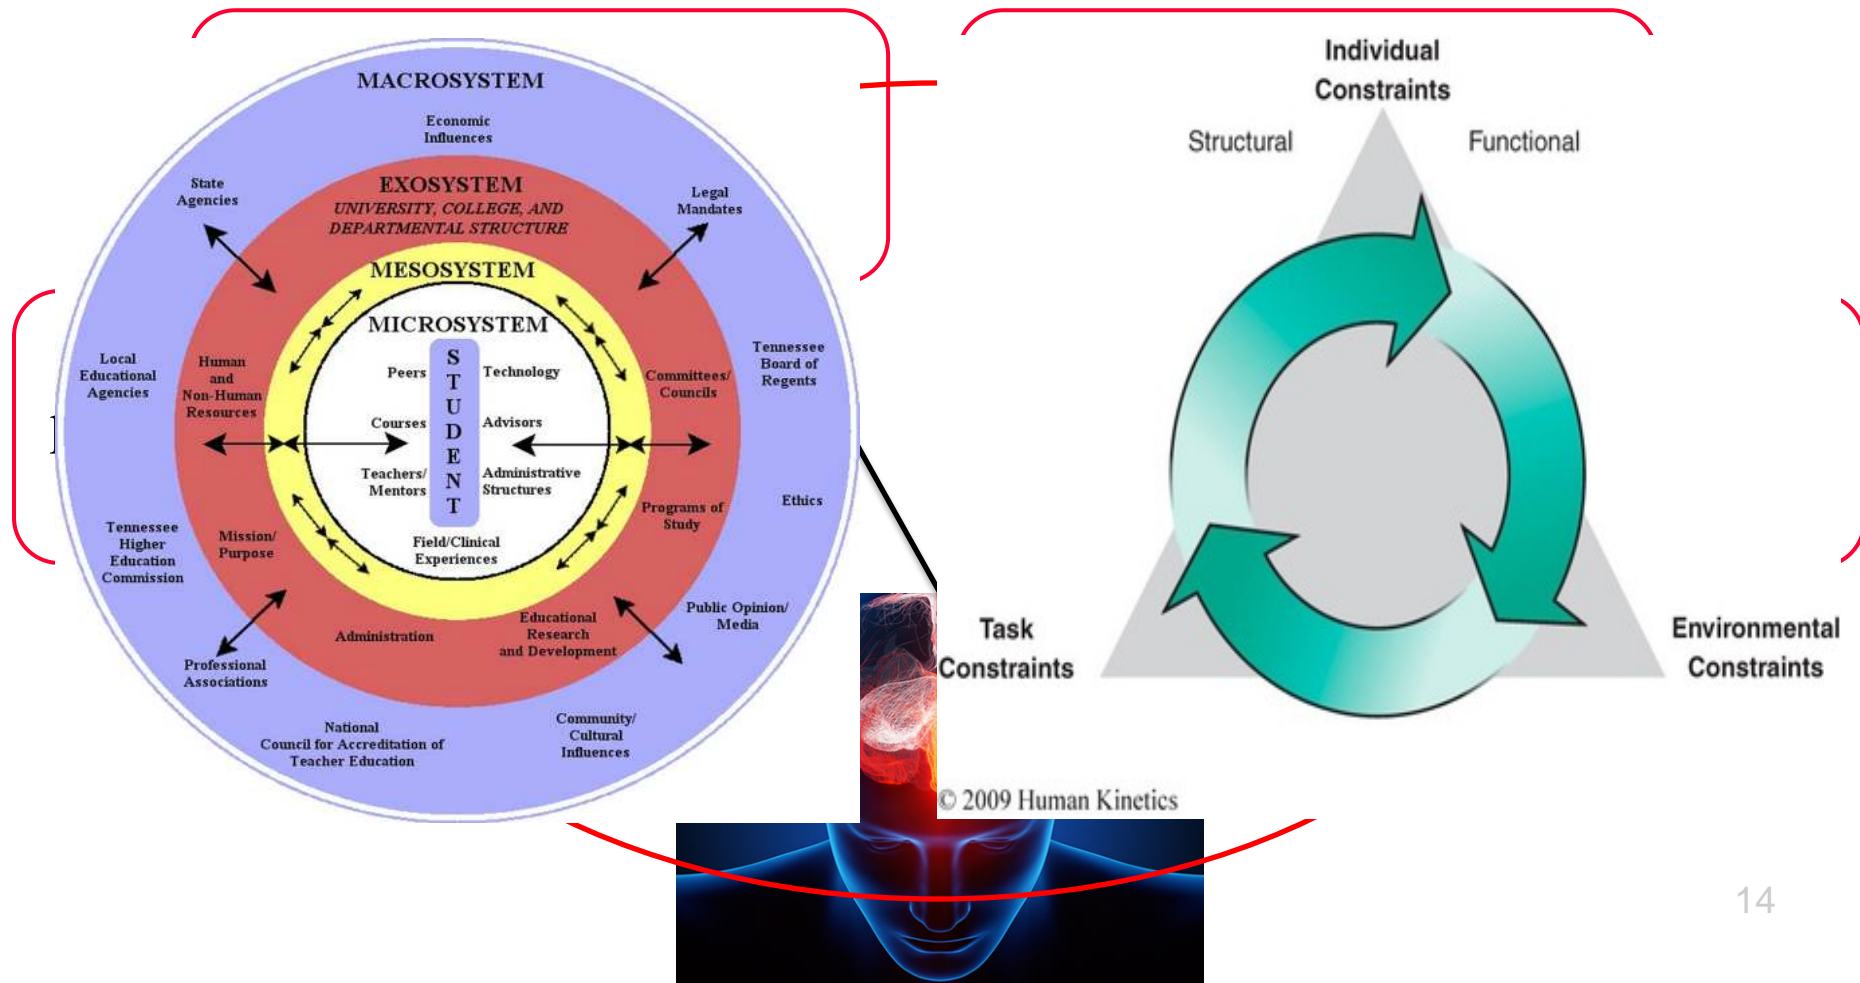 MACROSYSTEM
Economic
Influences
State
Agencies
Legal
Mandates
EXOSYSTEM
UNIVERSITY, COLLEGE, AND
DEPARTMENTAL STRUCTURE
MESOSYSTEM
MICROSYSTEM
Local
Educational
Agencies
Human
and
Non-Human
Resources
Peers
Courses
Teachers/
Mentors
STUDENT
Technology
Advisors
Administrative
Structures
Field/Clinical
Experiences
Committees/
Councils
Tennessee
Board of
Regents
Ethics
Programs of
Study
Tennessee
Higher
Education
Commission
Mission/
Purpose
Administration
Educational
Research
and Development
Public Opinion/
Media
Professional
Associations
National
Council for Accreditation of
Teacher Education
Community/
Cultural
Influences
Individual
Constraints
Structural
Functional
Task
Constraints
Environmental
Constraints
© 2009 Human Kinetics
14